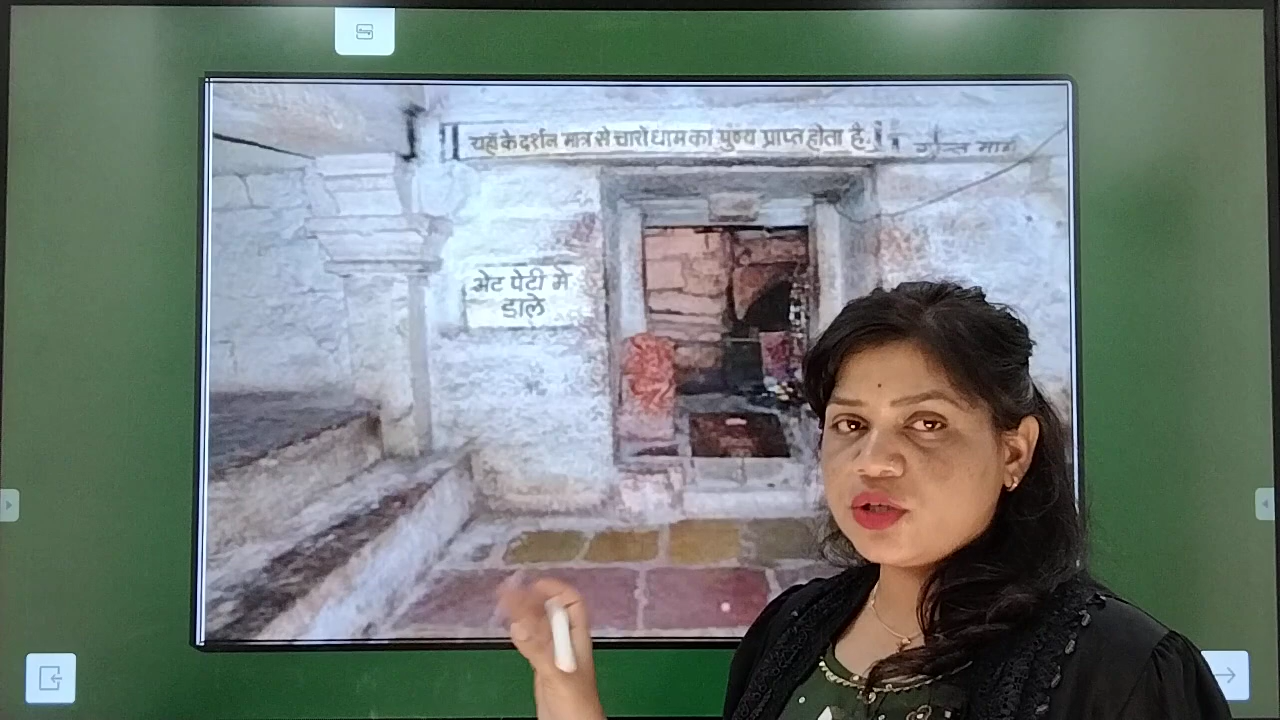 यहाँ के दर्शन मात्र से चारो धाम का पुण्य प्राप्त होता है.
भेट पेटी मे
डाले